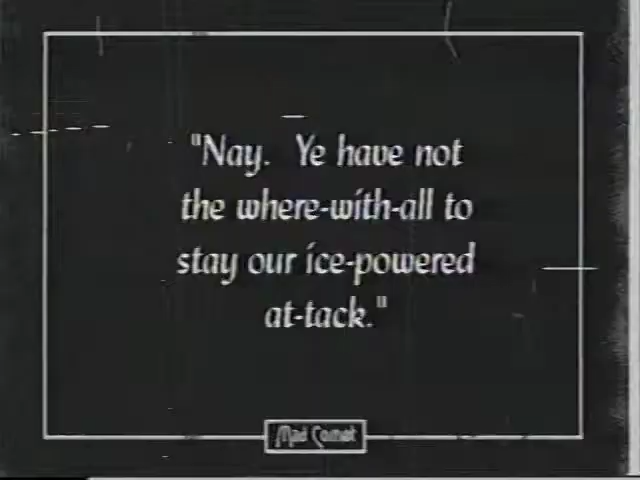 "Nay. Ye have not
the where-with-all to
stay our ice-powered
at-tack."
Mad Comet